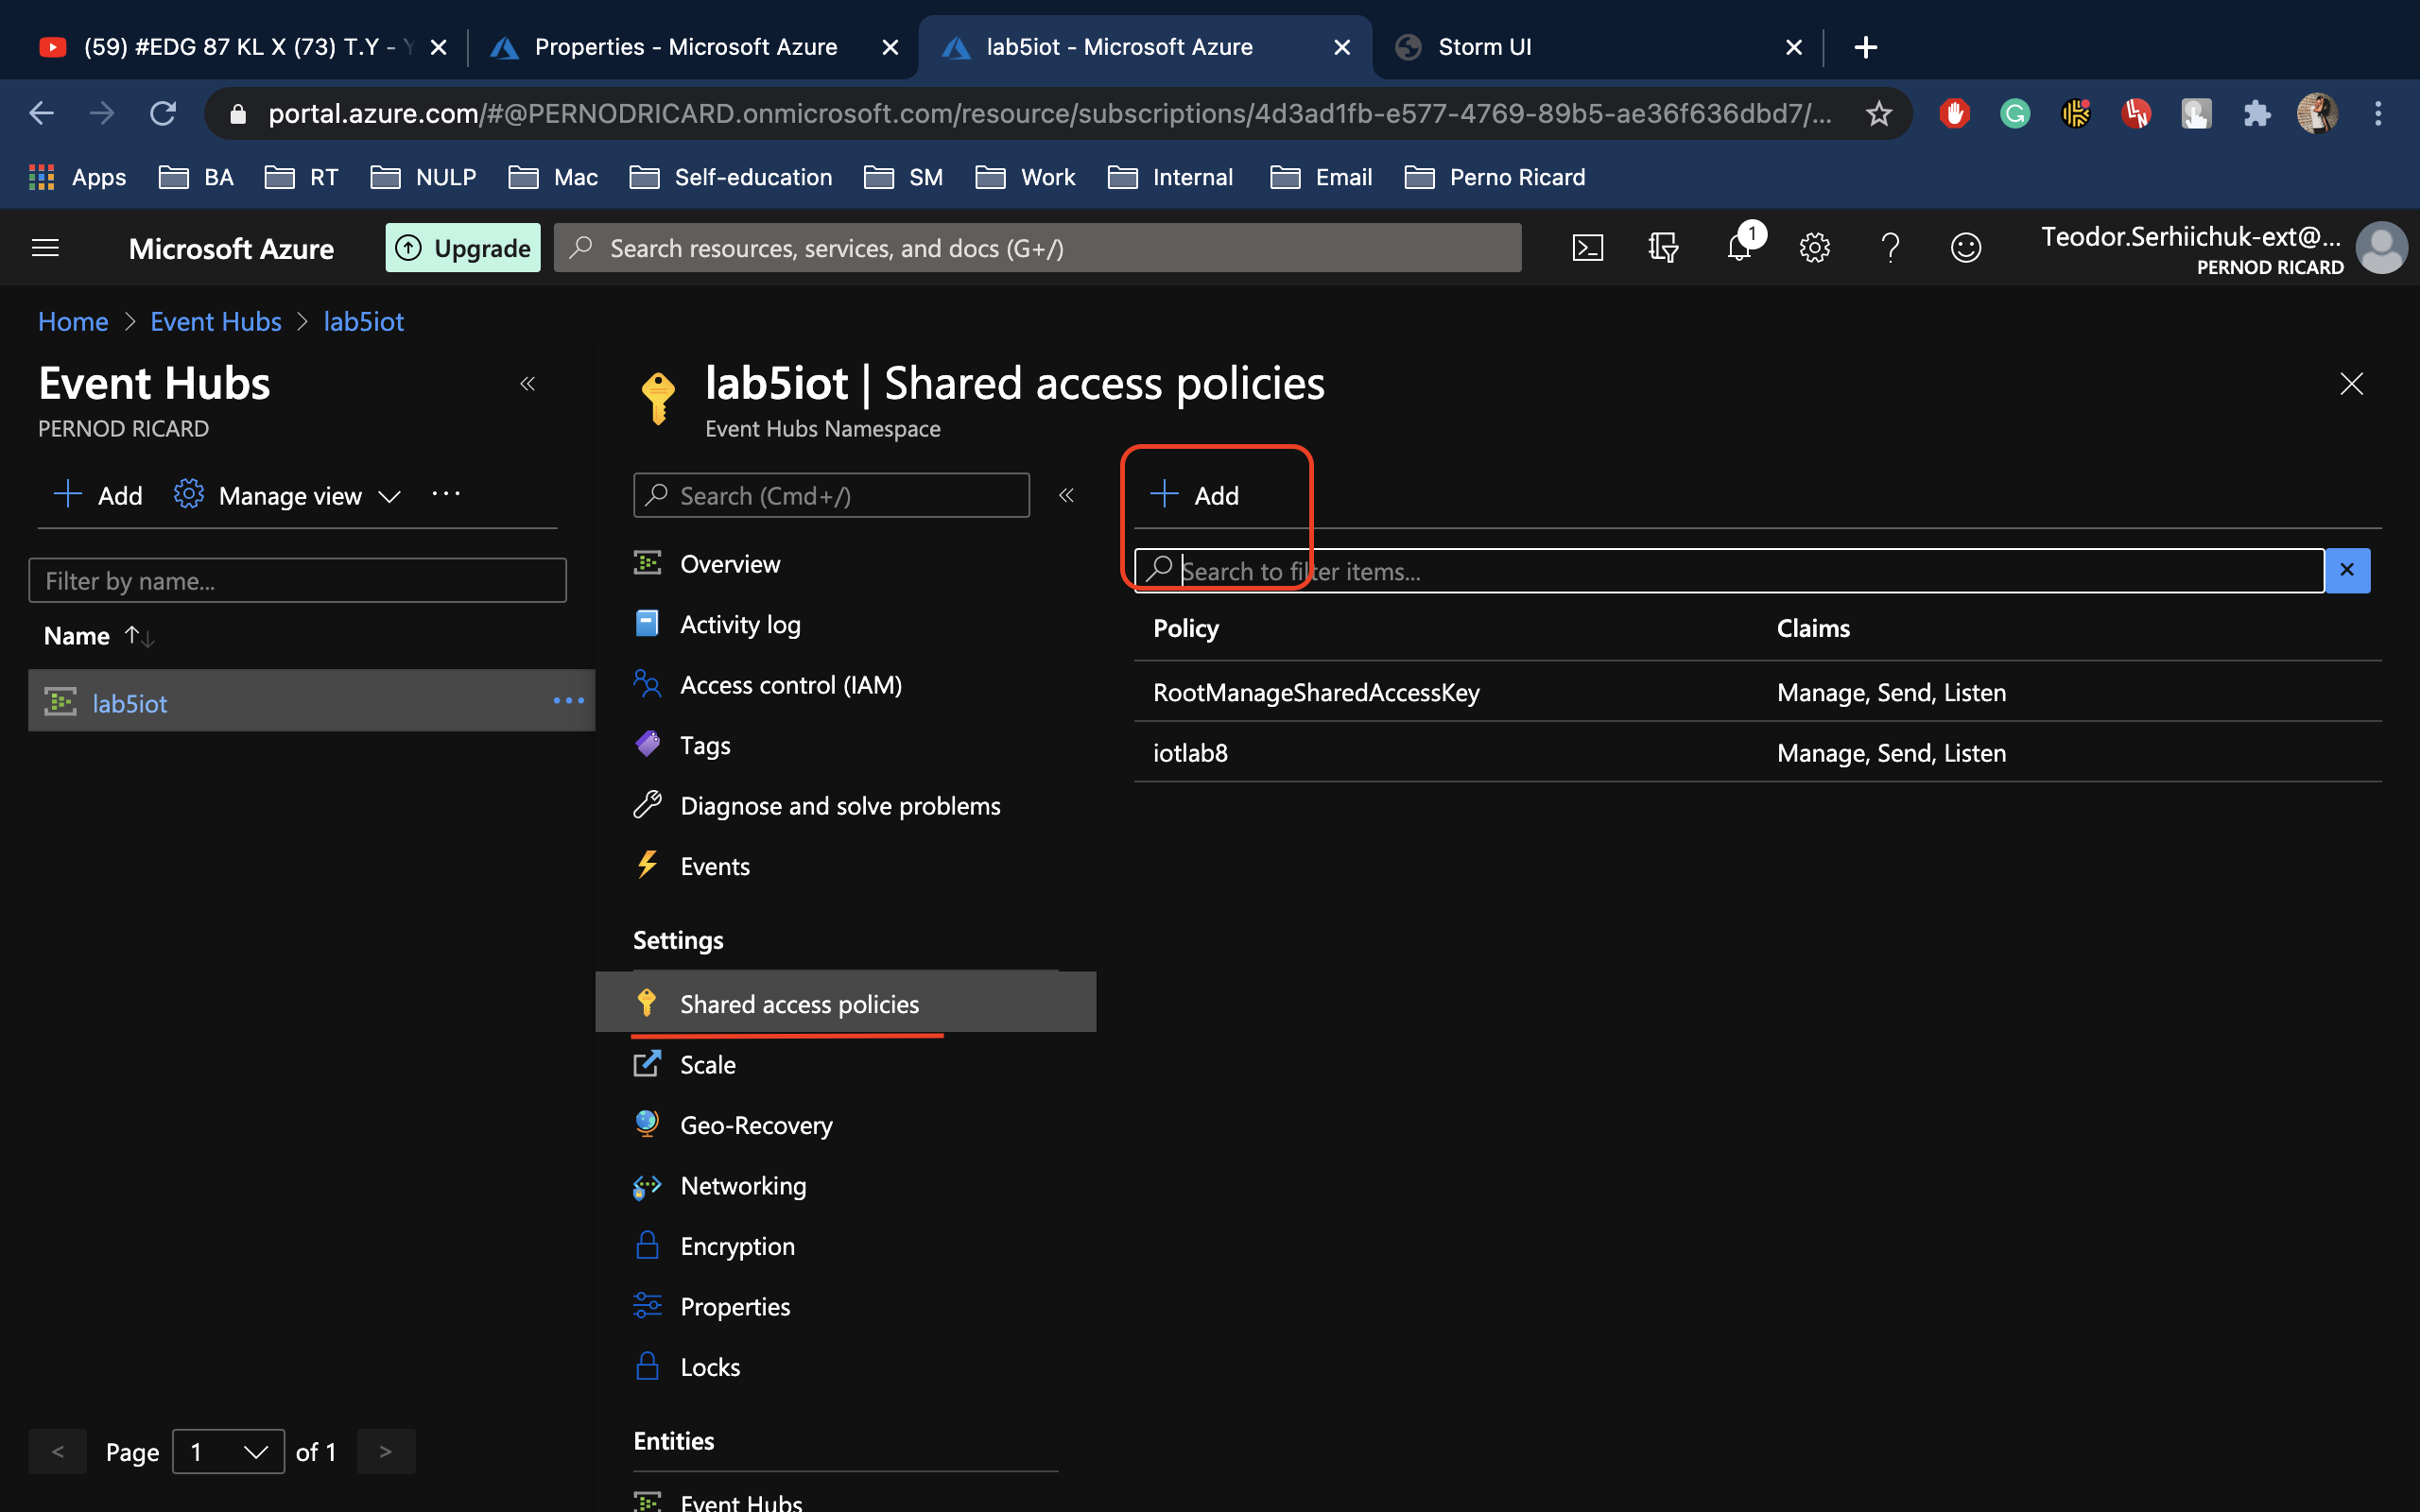 (59) #EDG 87 KL X (73) T.Y - Y
Properties - Microsoft Azure
lab5iot - Microsoft Azure
Storm UI
portal.azure.com/#@PERNODRICARD.onmicrosoft.com/resource/subscriptions/4d3ad1fb-e577-4769-89b5-ae36f636dbd7/...
Apps
BA
RT
NULP
Mac
Self-education
SM
Work
Internal
Email
Perno Ricard
Microsoft Azure
Upgrade
Search resources, services, and docs (G+/)
1
Teodor.Serhiichuk-ext@...
PERNOD RICARD
Home > Event Hubs > lab5iot
Event Hubs
PERNOD RICARD
Add
Manage view
...
Filter by name...
Name
lab5iot
...
Page 1 of 1
lab5iot | Shared access policies
Event Hubs Namespace
Search (Cmd+/)
Overview
Activity log
Access control (IAM)
Tags
Diagnose and solve problems
Events
Settings
Shared access policies
Scale
Geo-Recovery
Networking
Encryption
Properties
Locks
Entities
Event Hubs
Add
Search to filter items...
Policy Claims
RootManageSharedAccessKey Manage, Send, Listen
iotlab8 Manage, Send, Listen